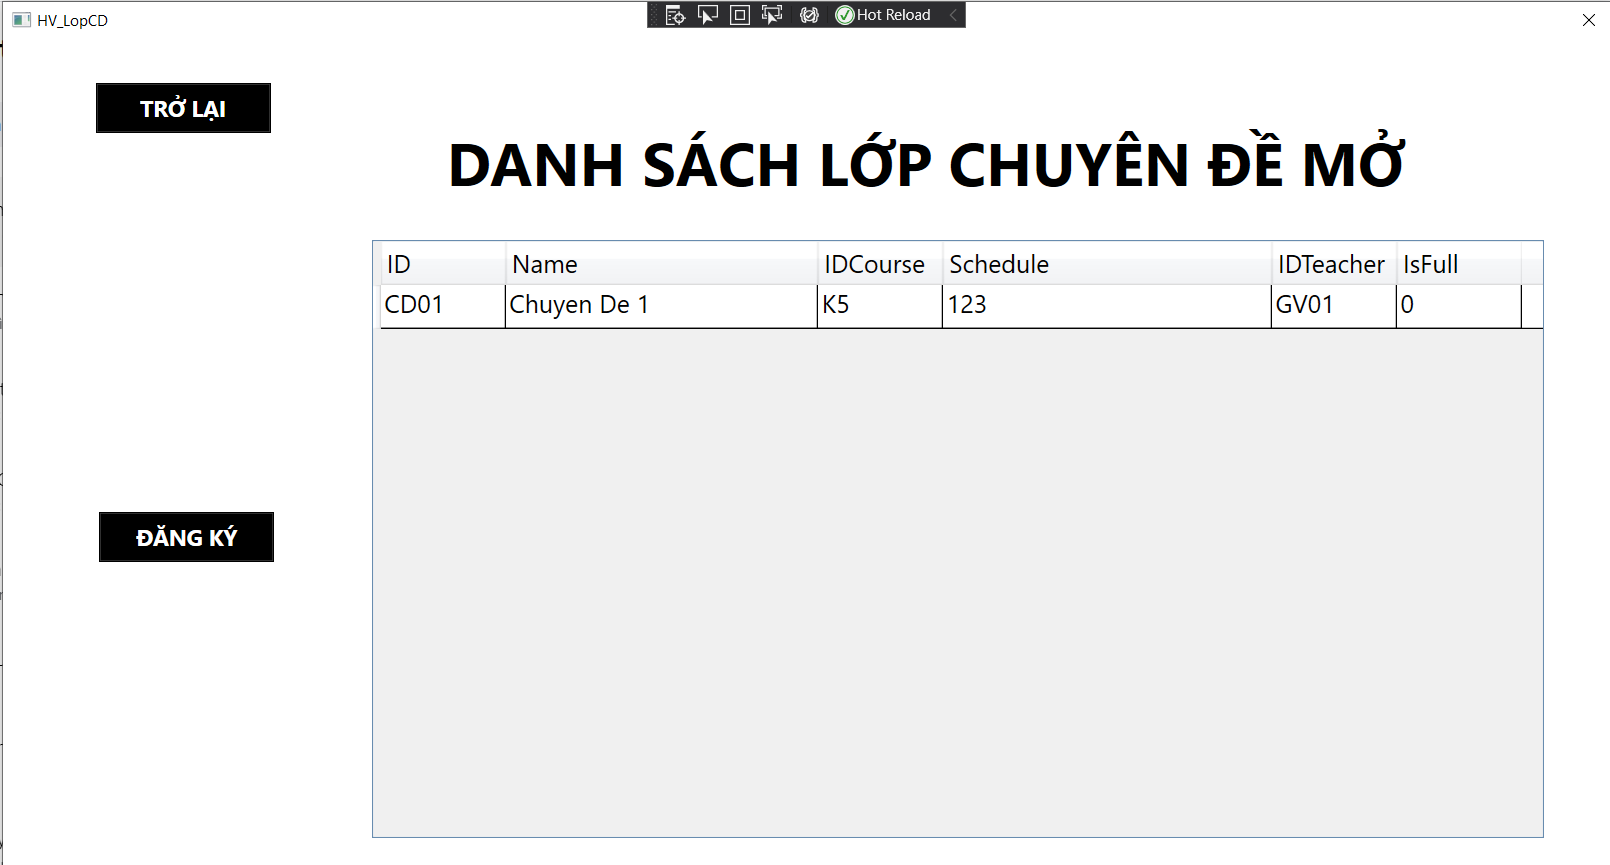 HV_LopCD
Hot Reload
TRỞ LẠI
DANH SÁCH LỚP CHUYÊN ĐỀ MỞ
ID Name IDCourse Schedule IDTeacher IsFull
CD01 Chuyen De 1 K5 123 GV01 0
ĐĂNG KÝ